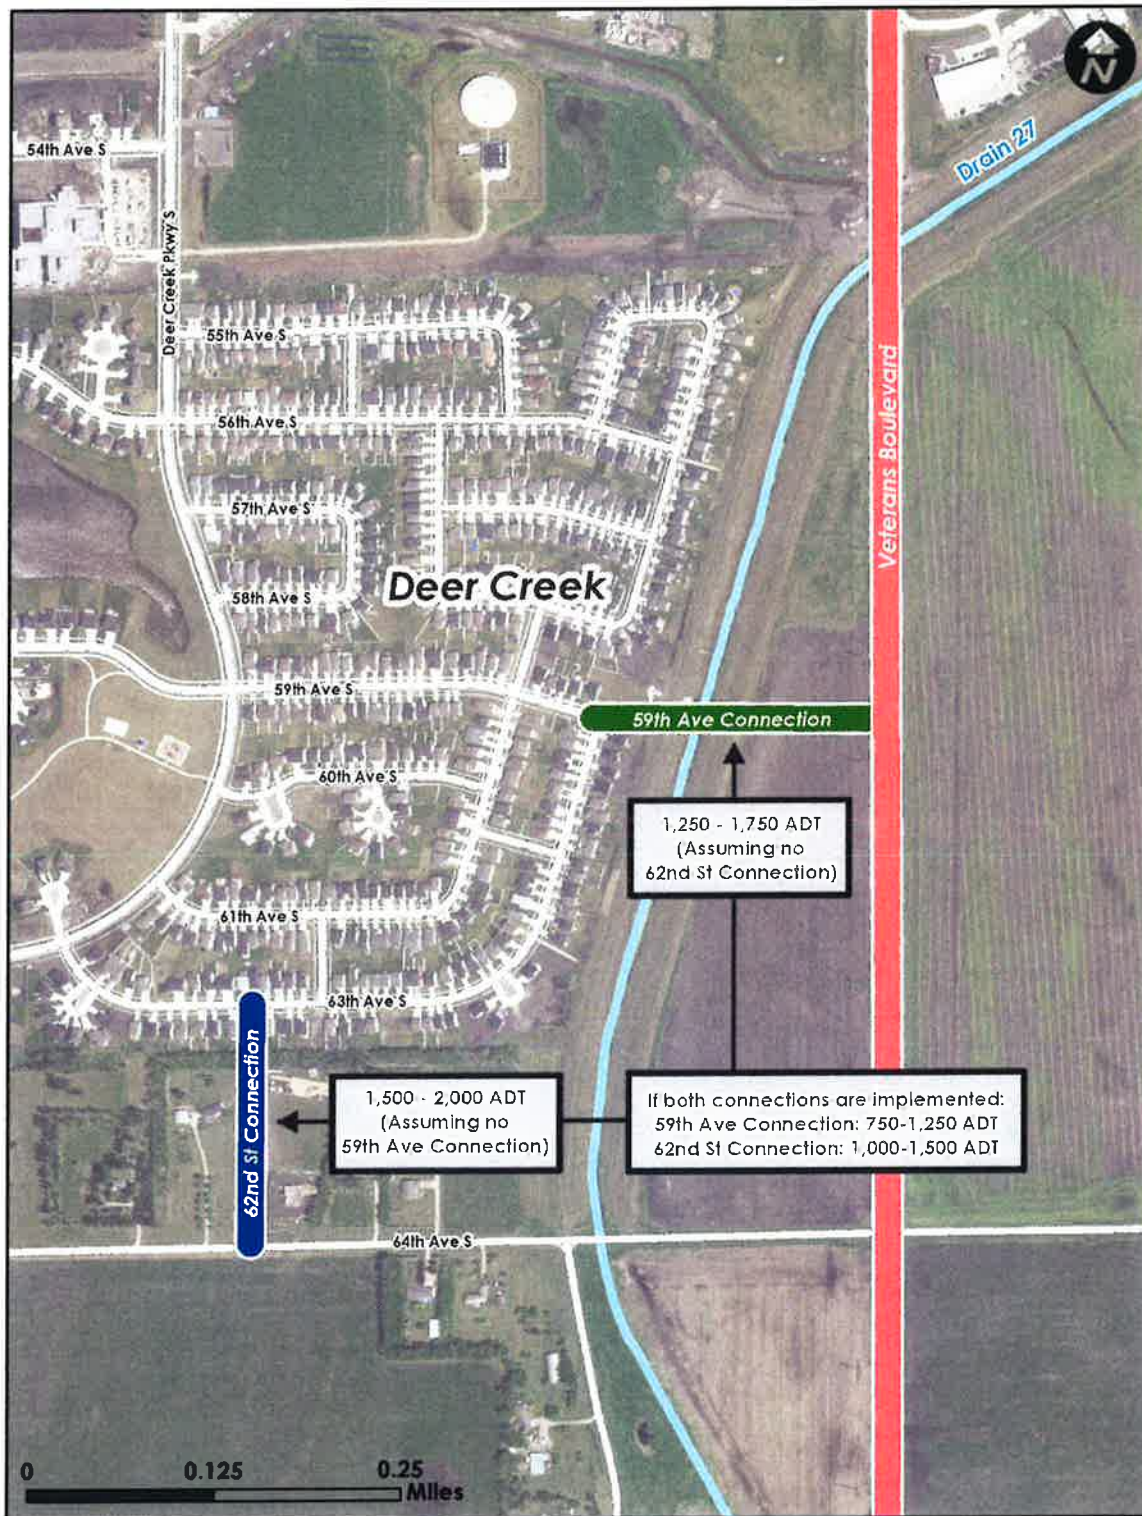 N
Drain 27
54th Ave S
Deer Creek Pkwy S
55th Ave S
56th Ave S
Veterans Boulevard
57th Ave S
Deer Creek
58th Ave S
59th Ave S
59th Ave Connection
60th Ave S
1,250 - 1,750 ADT
(Assuming no
62nd St Connection)
61th Ave S
63th Ave S
62nd St Connection
1,500 - 2,000 ADT
(Assuming no
59th Ave Connection)
If both connections are implemented:
59th Ave Connection: 750-1,250 ADT
62nd St Connection: 1,000-1,500 ADT
64th Ave S
0 0.125 0.25
Miles